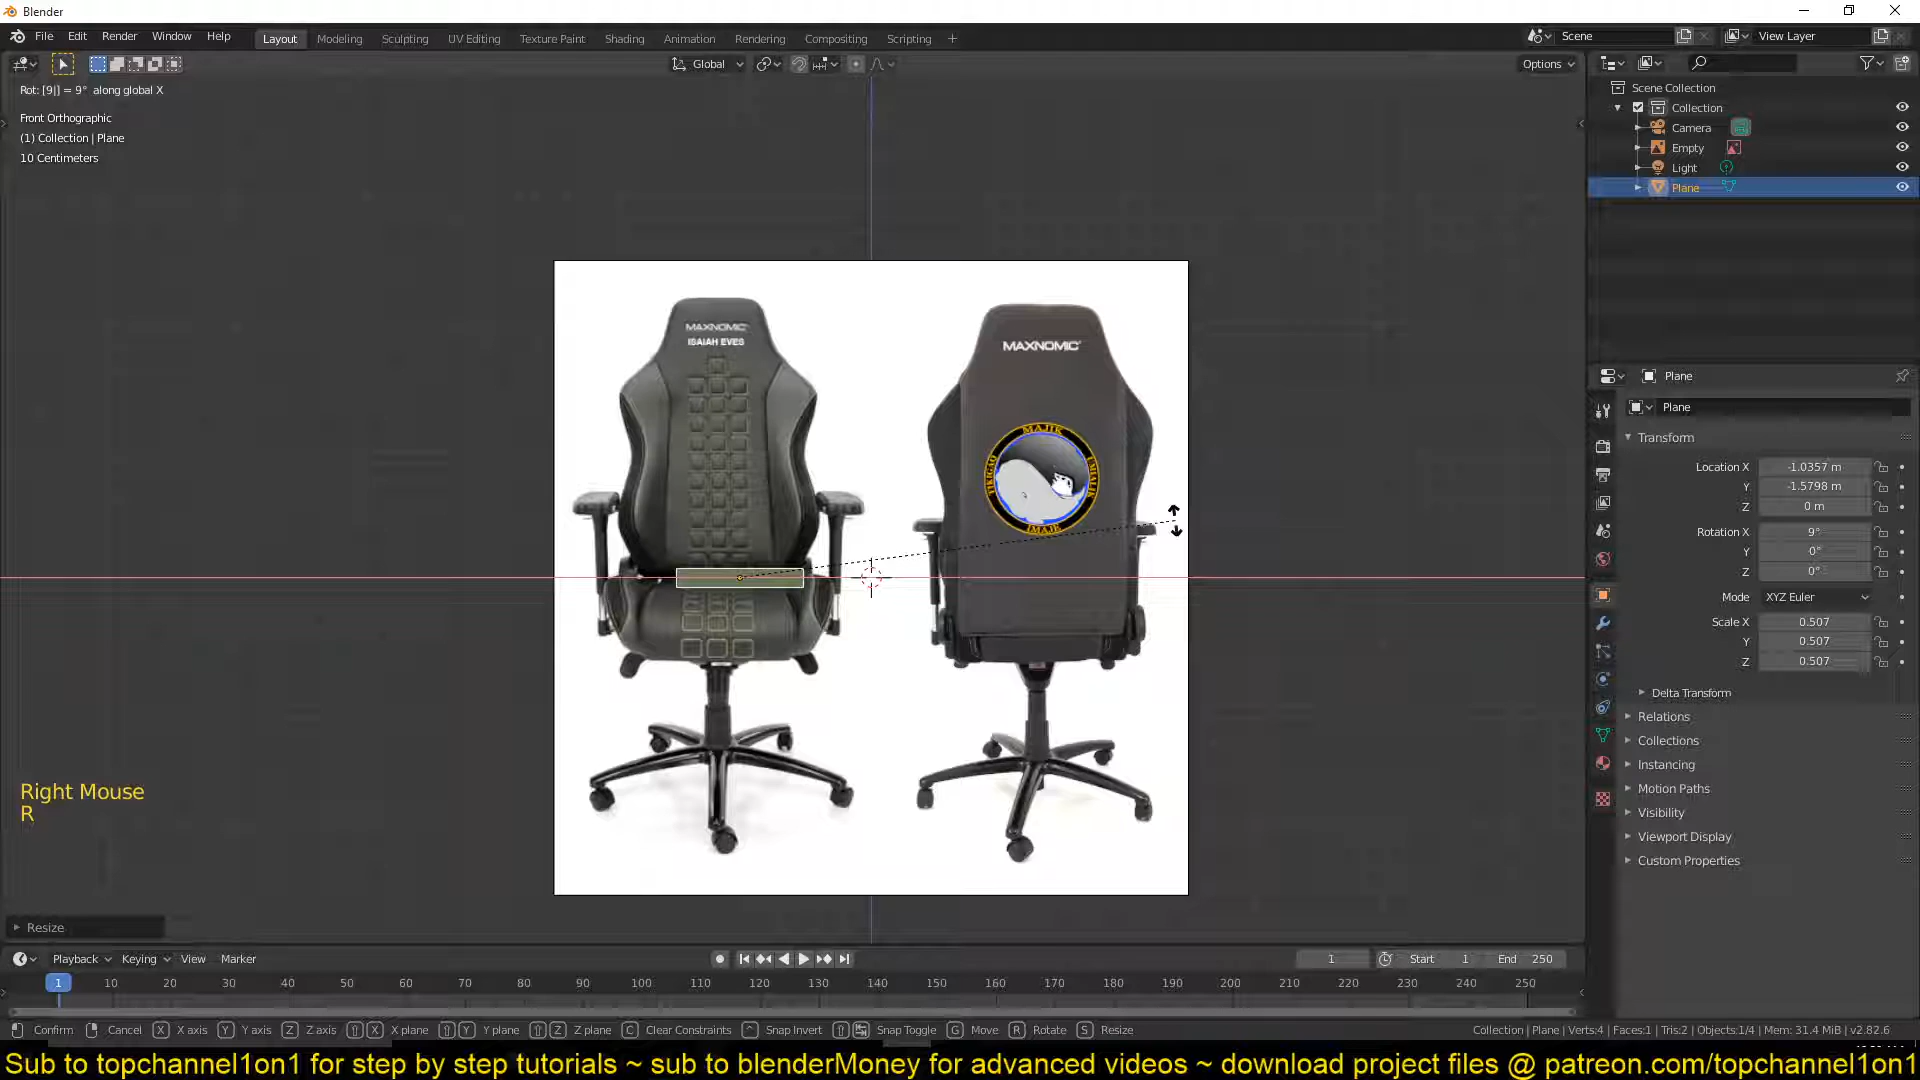 Blender
File Edit Render Window Help Layout Modeling Sculpting UV Editing Texture Paint Shading Animation Rendering Compositing Scripting Scene View Layer
Global Options
Rot: [9|] = 9° along global X
Front Orthographic
(1) Collection | Plane
10 Centimeters
Scene Collection
Collection
Camera
Empty
Light
Plane
MAXNOMIC
ISAIAH EVES
MAXNOMIC
MAJIK
IMAJE
Plane
Plane
Transform
Location X -1.0357 m
Y -1.5798 m
Z 0 m
Rotation X 9°
Y 0°
Z 0°
Mode XYZ Euler
Scale X 0.507
Y 0.507
Z 0.507
Delta Transform
Relations
Collections
Instancing
Motion Paths
Visibility
Viewport Display
Custom Properties
Right Mouse
R
Resize
Playback Keying View Marker 1 Start 1 End 250
1 10 20 30 40 50 60 70 80 90 100 110 120 130 140 150 160 170 180 190 200 210 220 230 240 250
Confirm Cancel X X axis Y Y axis Z Z axis X X plane Y Y plane Z Z plane C Clear Constraints ^ Snap Invert Snap Toggle G Move R Rotate S Resize Collection | Plane | Verts:4 | Faces:1 | Tris:2 | Objects:1/4 | Mem: 31.4 MiB | v2.82.6
Sub to topchannel1on1 for step by step tutorials ~ sub to blenderMoney for advanced videos ~ download project files @ patreon.com/topchannel1on1